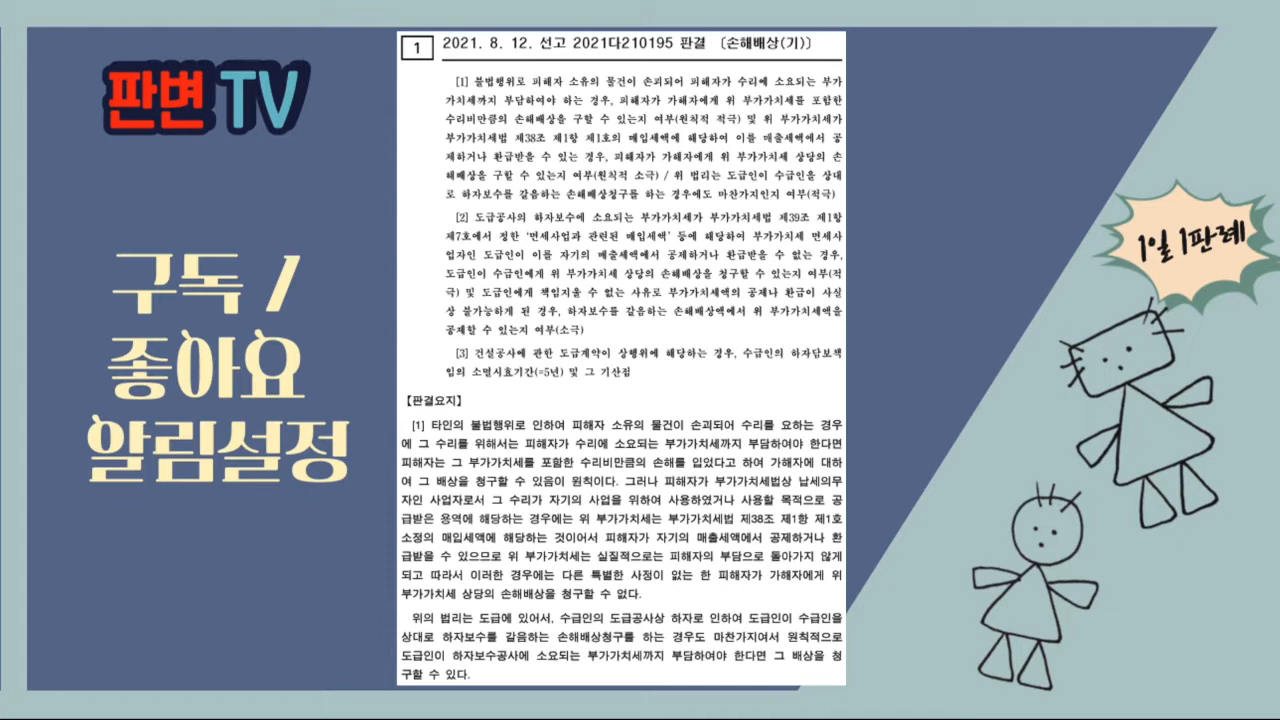 판변 TV
구독 /
좋아요
알림설정
1 2021. 8. 12. 선고 2021다210195 판결 〔손해배상(기)〕
[1] 불법행위로 피해자 소유의 물건이 손괴되어 피해자가 수리에 소요되는 부가
가치세까지 부담하여야 하는 경우, 피해자가 가해자에게 위 부가가치세를 포함한
수리비만큼의 손해배상을 구할 수 있는지 여부(원칙적 적극) 및 위 부가가치세가
부가가치세법 제38조 제1항 제1호의 매입세액에 해당하여 이를 매출세액에서 공
제하거나 환급받을 수 있는 경우, 피해자가 가해자에게 위 부가가치세 상당의 손
해배상을 구할 수 있는지 여부(원칙적 소극) / 위 법리는 도급인이 수급인을 상대
로 하자보수를 갈음하는 손해배상청구를 하는 경우에도 마찬가지인지 여부(적극)
[2] 도급공사의 하자보수에 소요되는 부가가치세가 부가가치세법 제39조 제1항
제7호에서 정한 ‘면세사업과 관련된 매입세액’ 등에 해당하여 부가가치세 면세사
업자인 도급인이 이를 자기의 매출세액에서 공제하거나 환급받을 수 없는 경우,
도급인이 수급인에게 위 부가가치세 상당의 손해배상을 청구할 수 있는지 여부(적
극) 및 도급인에게 책임지울 수 없는 사유로 부가가치세액의 공제나 환급이 사실
상 불가능하게 된 경우, 하자보수를 갈음하는 손해배상액에서 위 부가가치세액을
공제할 수 있는지 여부(소극)
[3] 건설공사에 관한 도급계약이 상행위에 해당하는 경우, 수급인의 하자담보책
임의 소멸시효기간(=5년) 및 그 기산점
【판결요지】
[1] 타인의 불법행위로 인하여 피해자 소유의 물건이 손괴되어 수리를 요하는 경우
에 그 수리를 위해서는 피해자가 수리에 소요되는 부가가치세까지 부담하여야 한다면
피해자는 그 부가가치세를 포함한 수리비만큼의 손해를 입었다고 하여 가해자에 대하
여 그 배상을 청구할 수 있음이 원칙이다. 그러나 피해자가 부가가치세법상 납세의무
자인 사업자로서 그 수리가 자기의 사업을 위하여 사용하였거나 사용할 목적으로 공
급받은 용역에 해당하는 경우에는 위 부가가치세는 부가가치세법 제38조 제1항 제1호
소정의 매입세액에 해당하는 것이어서 피해자가 자기의 매출세액에서 공제하거나 환
급받을 수 있으므로 위 부가가치세는 실질적으로는 피해자의 부담으로 돌아가지 않게
되고 따라서 이러한 경우에는 다른 특별한 사정이 없는 한 피해자가 가해자에게 위
부가가치세 상당의 손해배상을 청구할 수 없다.
위의 법리는 도급에 있어서, 수급인의 도급공사상 하자로 인하여 도급인이 수급인을
상대로 하자보수를 갈음하는 손해배상청구를 하는 경우도 마찬가지여서 원칙적으로
도급인이 하자보수공사에 소요되는 부가가치세까지 부담하여야 한다면 그 배상을 청
구할 수 있다.
1일 1판례